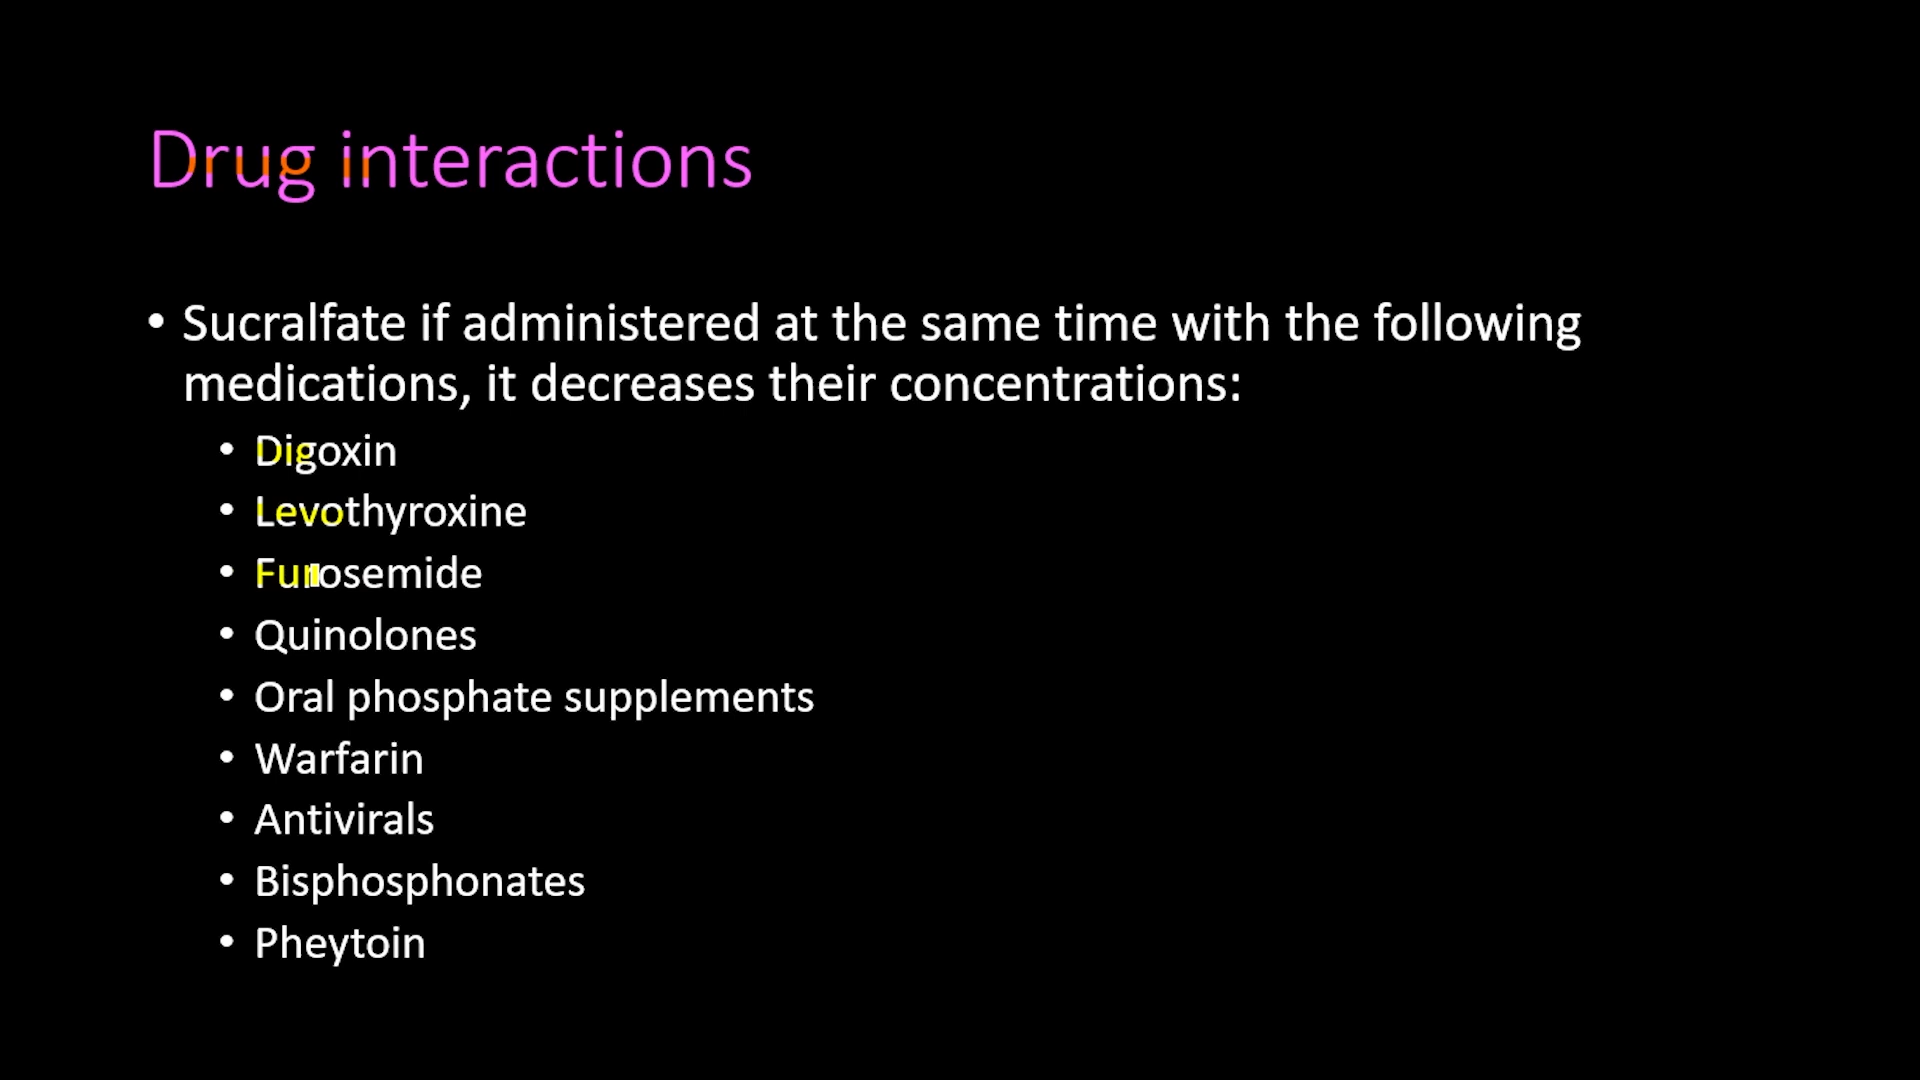 Drug interactions
• Sucralfate if administered at the same time with the following
medications, it decreases their concentrations:
• Digoxin
• Levothyroxine
• Furosemide
• Quinolones
• Oral phosphate supplements
• Warfarin
• Antivirals
• Bisphosphonates
• Pheytoin